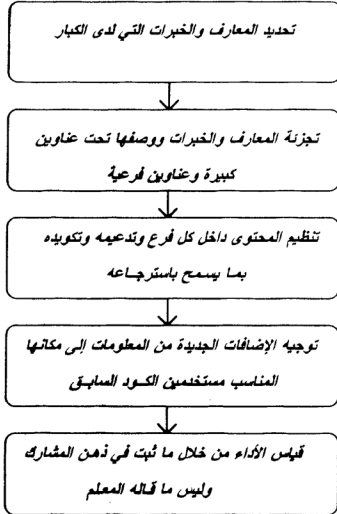 تحديد المعارف والخبرات التي لدى الكبار
تجزئة المعارف والخبرات ووصفها تحت عناوين
كبيرة وعناوين فرعية
تنظيم المحتوى داخل كل فرع وتدعيمه وتكويده
بما يسمح باسترجاعه
توجيه الإضافات الجديدة من المعلومات إلى مكانها
المناسب مستخدمين الكود السابق
قياس الأداء من خلال ما ثبت في ذهن المشارك
وليس ما قاله المعلم